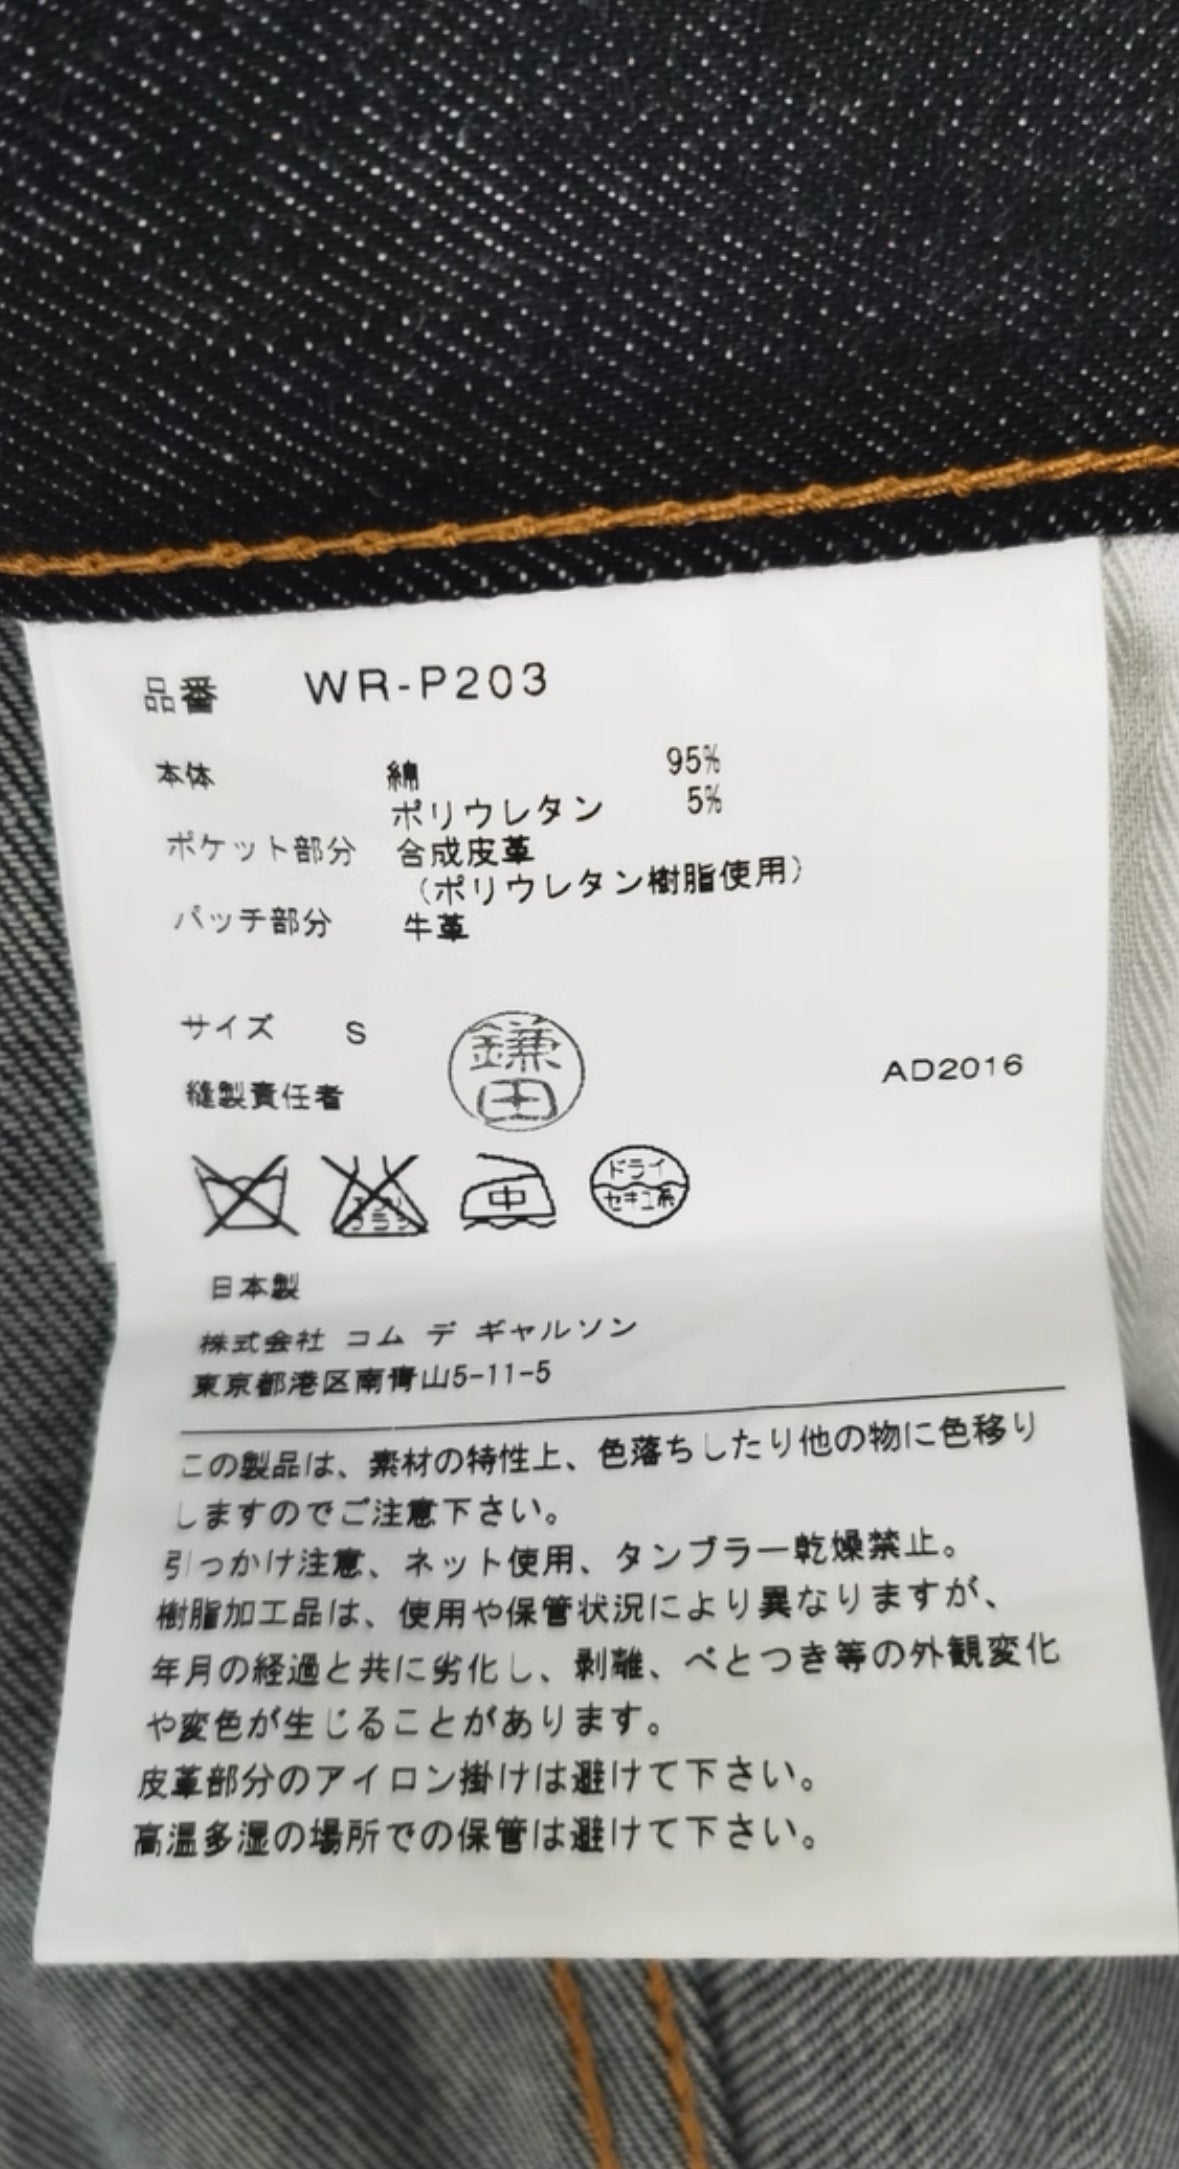 品番 WR-P203
本体 綿 95%
ポリウレタン 5%
ポケット部分 合成皮革
（ポリウレタン樹脂使用）
パッチ部分 牛革
サイズ S
鎌田
縫製責任者
AD2016
中
ドライ
セキユ系
日本製
株式会社 コム デ ギャルソン
東京都港区南青山5-11-5
この製品は、素材の特性上、色落ちしたり他の物に色移り
しますのでご注意下さい。
引っかけ注意、ネット使用、タンブラー乾燥禁止。
樹脂加工品は、使用や保管状況により異なりますが、
年月の経過と共に劣化し、剥離、べとつき等の外観変化
や変色が生じることがあります。
皮革部分のアイロン掛けは避けて下さい。
高温多湿の場所での保管は避けて下さい。